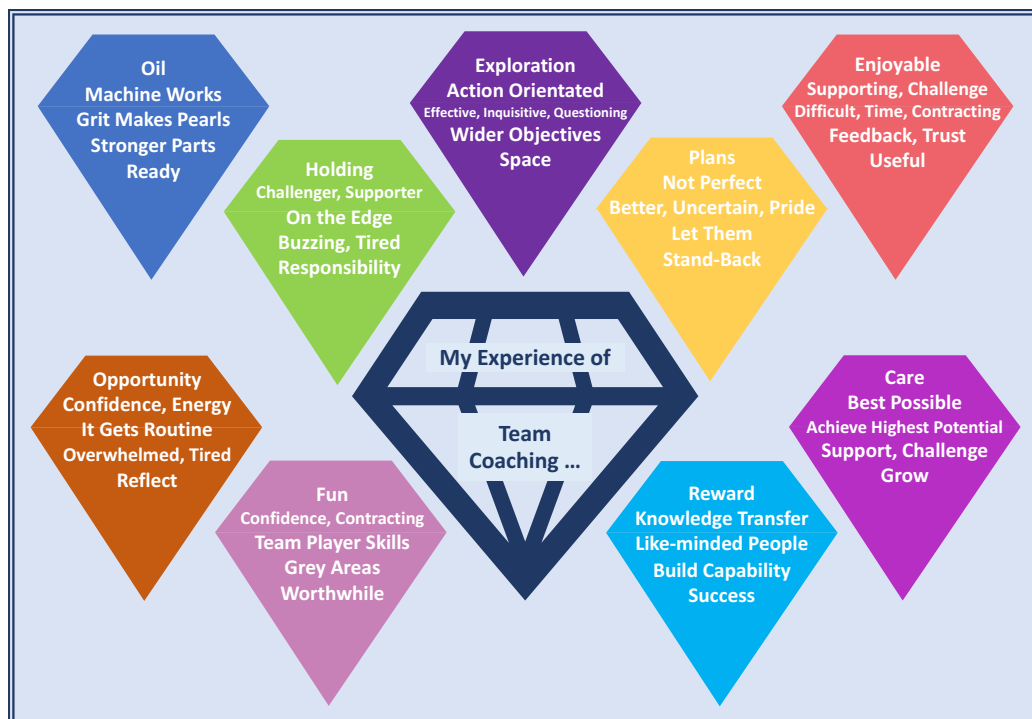 Oil
Machine Works
Grit Makes Pearls
Stronger Parts
Ready
Holding
Challenger, Supporter
On the Edge
Buzzing, Tired
Responsibility
Exploration
Action Orientated
Effective, Inquisitive, Questioning
Wider Objectives
Space
Plans
Not Perfect
Better, Uncertain, Pride
Let Them
Stand-Back
Enjoyable
Supporting, Challenge
Difficult, Time, Contracting
Feedback, Trust
Useful
My Experience of
Team
Coaching ...
Opportunity
Confidence, Energy
It Gets Routine
Overwhelmed, Tired
Reflect
Fun
Confidence, Contracting
Team Player Skills
Grey Areas
Worthwhile
Reward
Knowledge Transfer
Like-minded People
Build Capability
Success
Care
Best Possible
Achieve Highest Potential
Support, Challenge
Grow